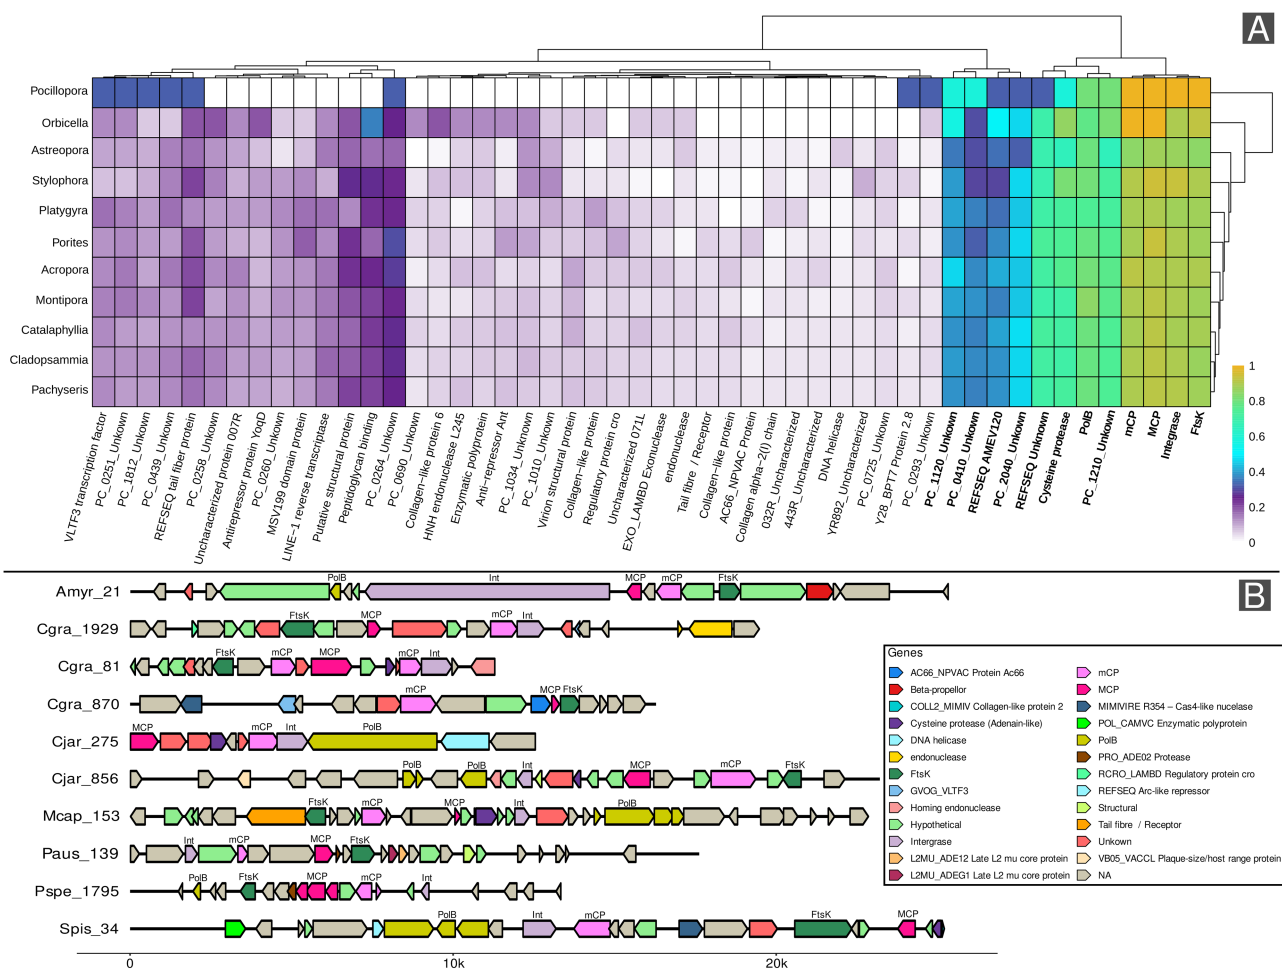 A
Pocillopora
Orbicella
Astreopora
Stylophora
Platygyra
Porites
Acropora
Montipora
Catalaphyllia
Cladopsammia
Pachyseris
1
0.8
0.6
0.4
0.2
0
VLTF3 transcription factor
PC_0251_Unkown
PC_1812_Unkown
PC_0439_Unkown
REFSEQ tail fiber protein
PC_0258_Unkown
Uncharacterized protein 007R
Antirepressor protein YoqD
PC_0260_Unkown
MSV199 domain protein
LINE−1 reverse transcriptase
Putative structural protein
Peptidoglycan binding
PC_0264_Unkown
PC_0690_Unkown
Collagen−like protein 6
HNH endonuclease L245
Enzymatic polyprotein
Anti−repressor Ant
PC_1034_Unknown
PC_1010_Unkown
Virion structural protein
Collagen−like protein
Regulatory protein cro
Uncharacterized 071L
EXO_LAMBD Exonuclease
endonuclease
Tail fibre / Receptor
Collagen−like protein
AC66_NPVAC Protein
Collagen alpha−2(I) chain
032R_Uncharacterized
443R_Uncharacterized
DNA helicase
YR892_Uncharacterized
PC_0725_Unkown
Y28_BPT7 Protein 2.8
PC_0293_Unkown
PC_1120_Unkown
PC_0410_Unkown
REFSEQ AMEV120
PC_2040_Unkown
REFSEQ Unknown
Cysteine protease
PolB
PC_1210_Unkown
mCP
MCP
Integrase
FtsK
B
Amyr_21
PolB Int MCP mCP FtsK
Cgra_1929
FtsK MCP mCP Int
Cgra_81
FtsK mCP MCP mCP Int
Cgra_870
mCP MCP FtsK
Cjar_275
MCP mCP Int PolB
Cjar_856
PolB PolB Int MCP mCP FtsK
Mcap_153
FtsK mCP MCP Int PolB
Paus_139
Int mCP MCP FtsK
Pspe_1795
PolB FtsK MCP mCP Int
Spis_34
PolB Int mCP FtsK MCP
0 10k 20k
Genes
AC66_NPVAC Protein Ac66
Beta-propellor
COLL2_MIMIV Collagen-like protein 2
Cysteine protease (Adenain-like)
DNA helicase
endonuclease
FtsK
GVOG_VLTF3
Homing endonuclease
Hypothetical
Intergrase
L2MU_ADE12 Late L2 mu core protein
L2MU_ADEG1 Late L2 mu core protein
mCP
MCP
MIMIVIRE R354 – Cas4-like nucelase
POL_CAMVC Enzymatic polyprotein
PolB
PRO_ADE02 Protease
RCRO_LAMBD Regulatory protein cro
REFSEQ Arc-like repressor
Structural
Tail fibre / Receptor
Unkown
VB05_VACCL Plaque-size/host range protein
NA